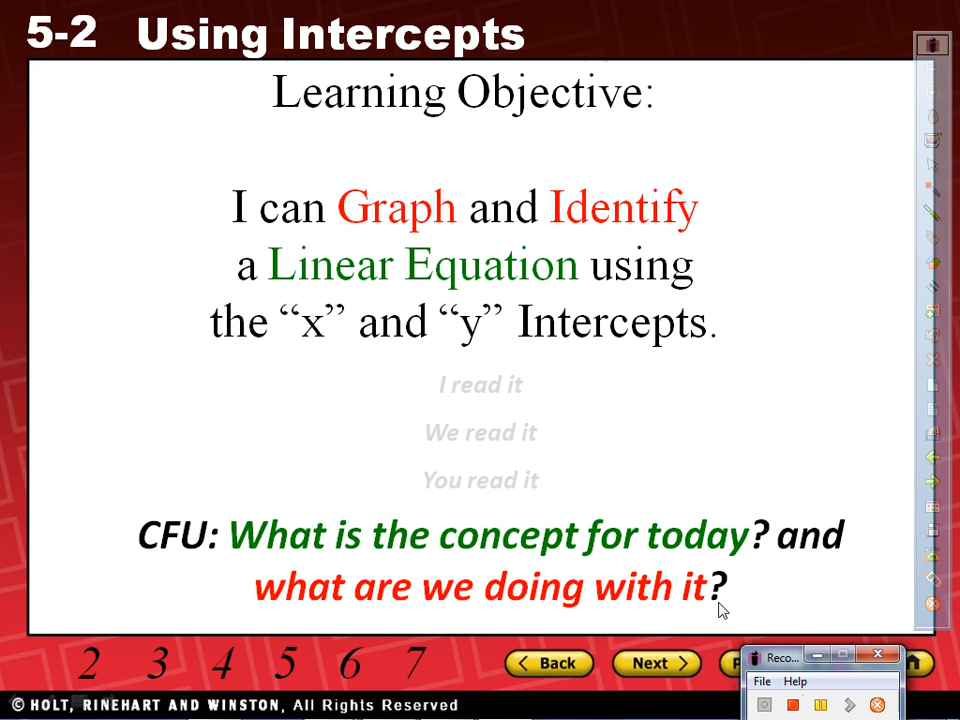 5-2 Using Intercepts
Learning Objective:
I can Graph and Identify
a Linear Equation using
the “x” and “y” Intercepts.
I read it
We read it
You read it
CFU: What is the concept for today? and
what are we doing with it?
2 3 4 5 6 7
< Back
Next >
Reco...
File Help
© HOLT, RINEHART AND WINSTON, All Rights Reserved